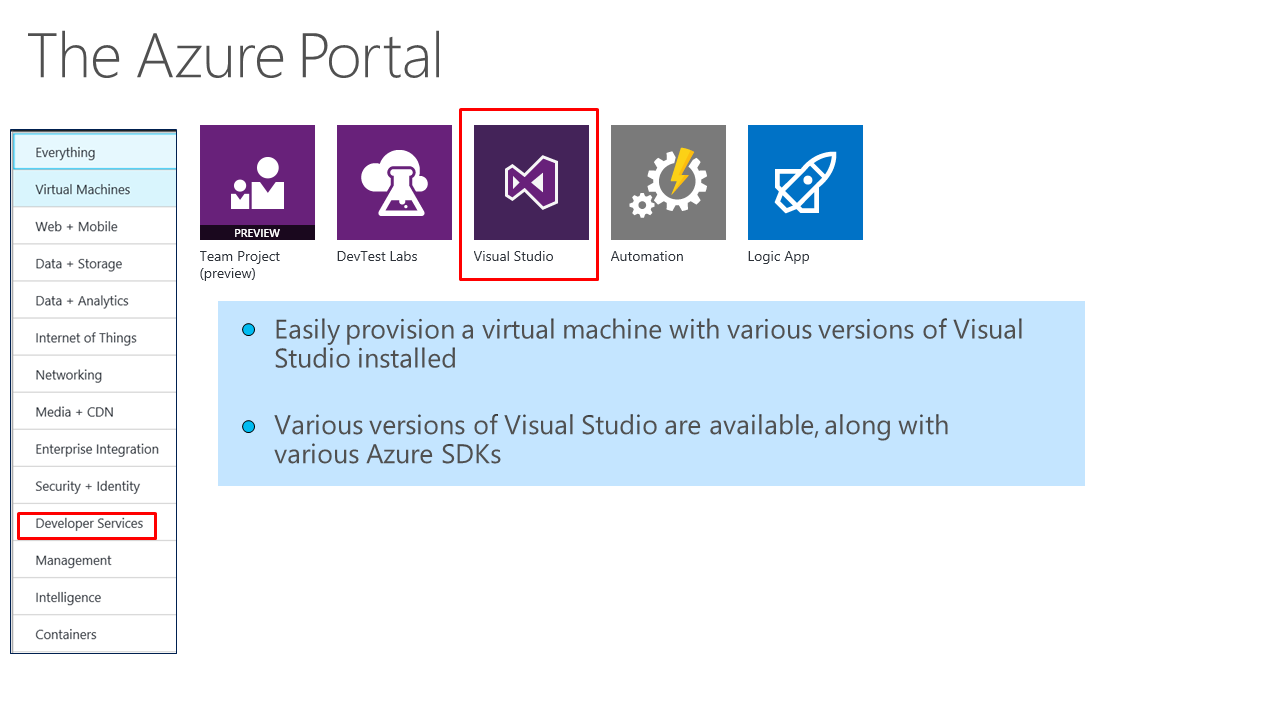 The Azure Portal
Everything
Virtual Machines
Web + Mobile
Data + Storage
Data + Analytics
Internet of Things
Networking
Media + CDN
Enterprise Integration
Security + Identity
Developer Services
Management
Intelligence
Containers
PREVIEW
Team Project
(preview)
DevTest Labs
Visual Studio
Automation
Logic App
Easily provision a virtual machine with various versions of Visual
Studio installed
Various versions of Visual Studio are available, along with
various Azure SDKs